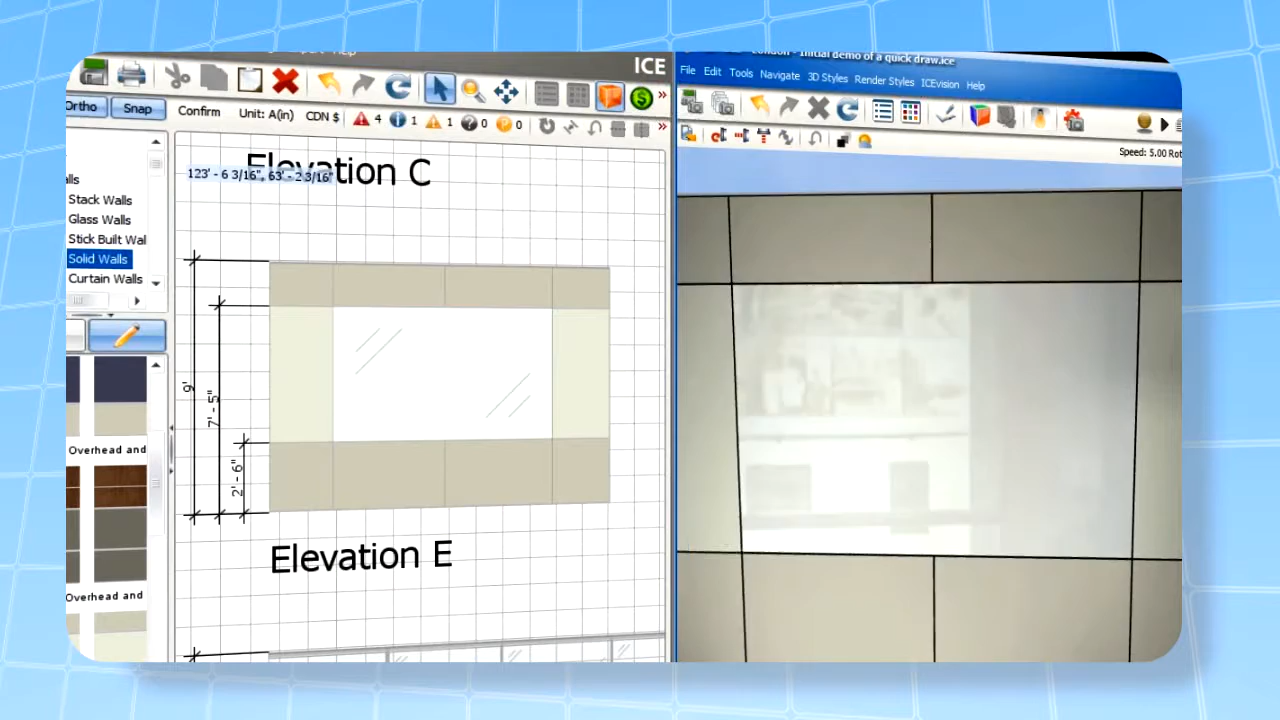 ICE
Ortho
Snap
Confirm
Unit: A(in)
CDN $
4
1
1
0
0
Elevation C
123' - 6 3/16", 63' - 2 3/16"
Stack Walls
Glass Walls
Stick Built Wal
Solid Walls
Curtain Walls
Overhead and
Overhead and
9'
7' - 5"
2' - 6"
Elevation E
London - Initial demo of a quick draw.ice
File Edit Tools Navigate 3D Styles Render Styles ICEvision Help
Speed: 5.00 Rot